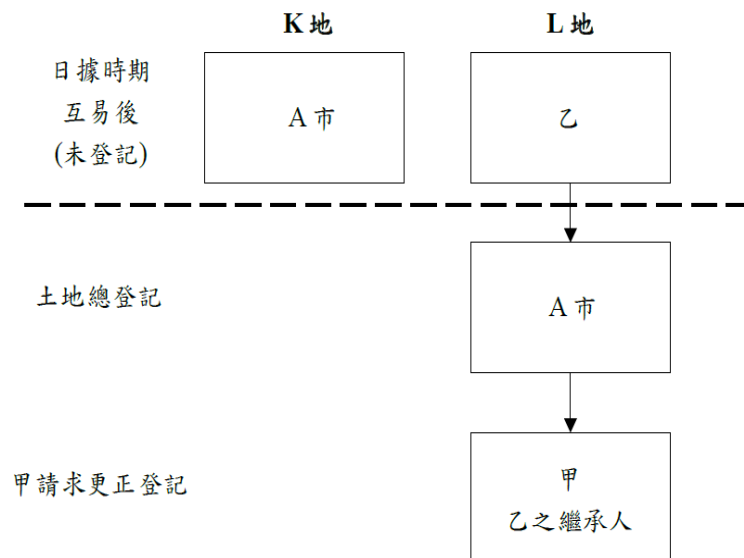 K地
L地
日據時期
互易後
(未登記)
A市
乙
土地總登記
A市
甲請求更正登記
甲
乙之繼承人